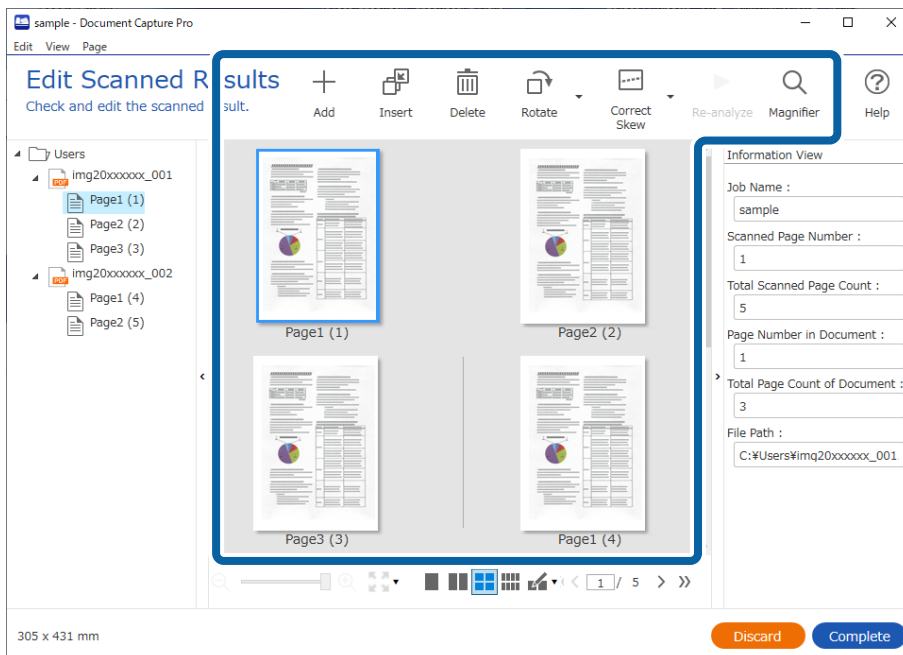 sample - Document Capture Pro
Edit View Page
Edit Scanned Results
Check and edit the scanned result.
Add
Insert
Delete
Rotate
Correct Skew
Re-analyze
Magnifier
Help
Users
img20xxxxxx_001
PDF
Page1 (1)
Page2 (2)
Page3 (3)
img20xxxxxx_002
PDF
Page1 (4)
Page2 (5)
Page1 (1)
Page2 (2)
Page3 (3)
Page1 (4)
Information View
Job Name :
sample
Scanned Page Number :
1
Total Scanned Page Count :
5
Page Number in Document :
1
Total Page Count of Document :
3
File Path :
C:¥Users¥img20xxxxxx_001.
1 / 5
305 x 431 mm
Discard
Complete